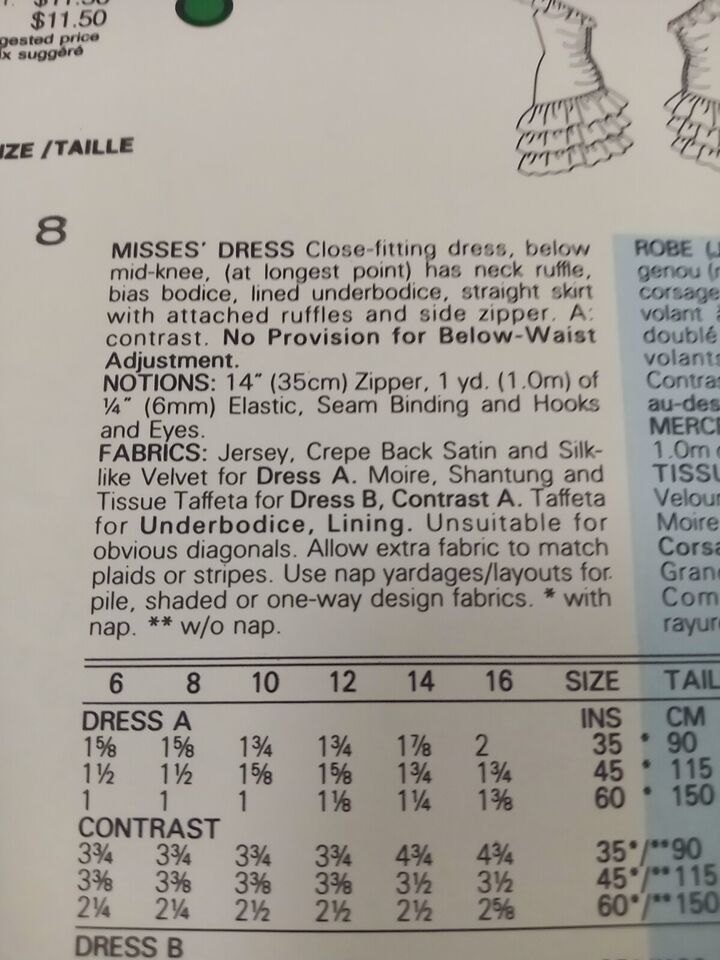 $11.50
gested price
x suggéré
IZE / TAILLE
8
MISSES' DRESS Close-fitting dress, below
mid-knee, (at longest point) has neck ruffle,
bias bodice, lined underbodice, straight skirt
with attached ruffles and side zipper. A:
contrast. No Provision for Below-Waist
Adjustment.
NOTIONS: 14" (35cm) Zipper, 1 yd. (1.0m) of
¼" (6mm) Elastic, Seam Binding and Hooks
and Eyes.
FABRICS: Jersey, Crepe Back Satin and Silk-
like Velvet for Dress A. Moire, Shantung and
Tissue Taffeta for Dress B, Contrast A. Taffeta
for Underbodice, Lining. Unsuitable for
obvious diagonals. Allow extra fabric to match
plaids or stripes. Use nap yardages/layouts for
pile, shaded or one-way design fabrics. * with
nap. ** w/o nap.
ROBE (
genou (
corsage
volant
doublé
volants
Contras
au-des
MERCE
1.0m
TISSU
Velou
Moire
Corsa
Gran
Com
rayur
6 8 10 12 14 16 SIZE TAIL
DRESS A INS CM
1⅝ 1⅝ 1¾ 1¾ 1⅞ 2 35 * 90
1½ 1½ 1⅝ 1⅝ 1¾ 1¾ 45 * 115
1 1 1 1⅛ 1¼ 1⅜ 60 * 150
CONTRAST
3¾ 3¾ 3¾ 3¾ 4¾ 4¾ 35*/**90
3⅜ 3⅜ 3⅜ 3⅜ 3½ 3½ 45*/**115
2¼ 2¼ 2½ 2½ 2½ 2⅝ 60*/**150
DRESS B